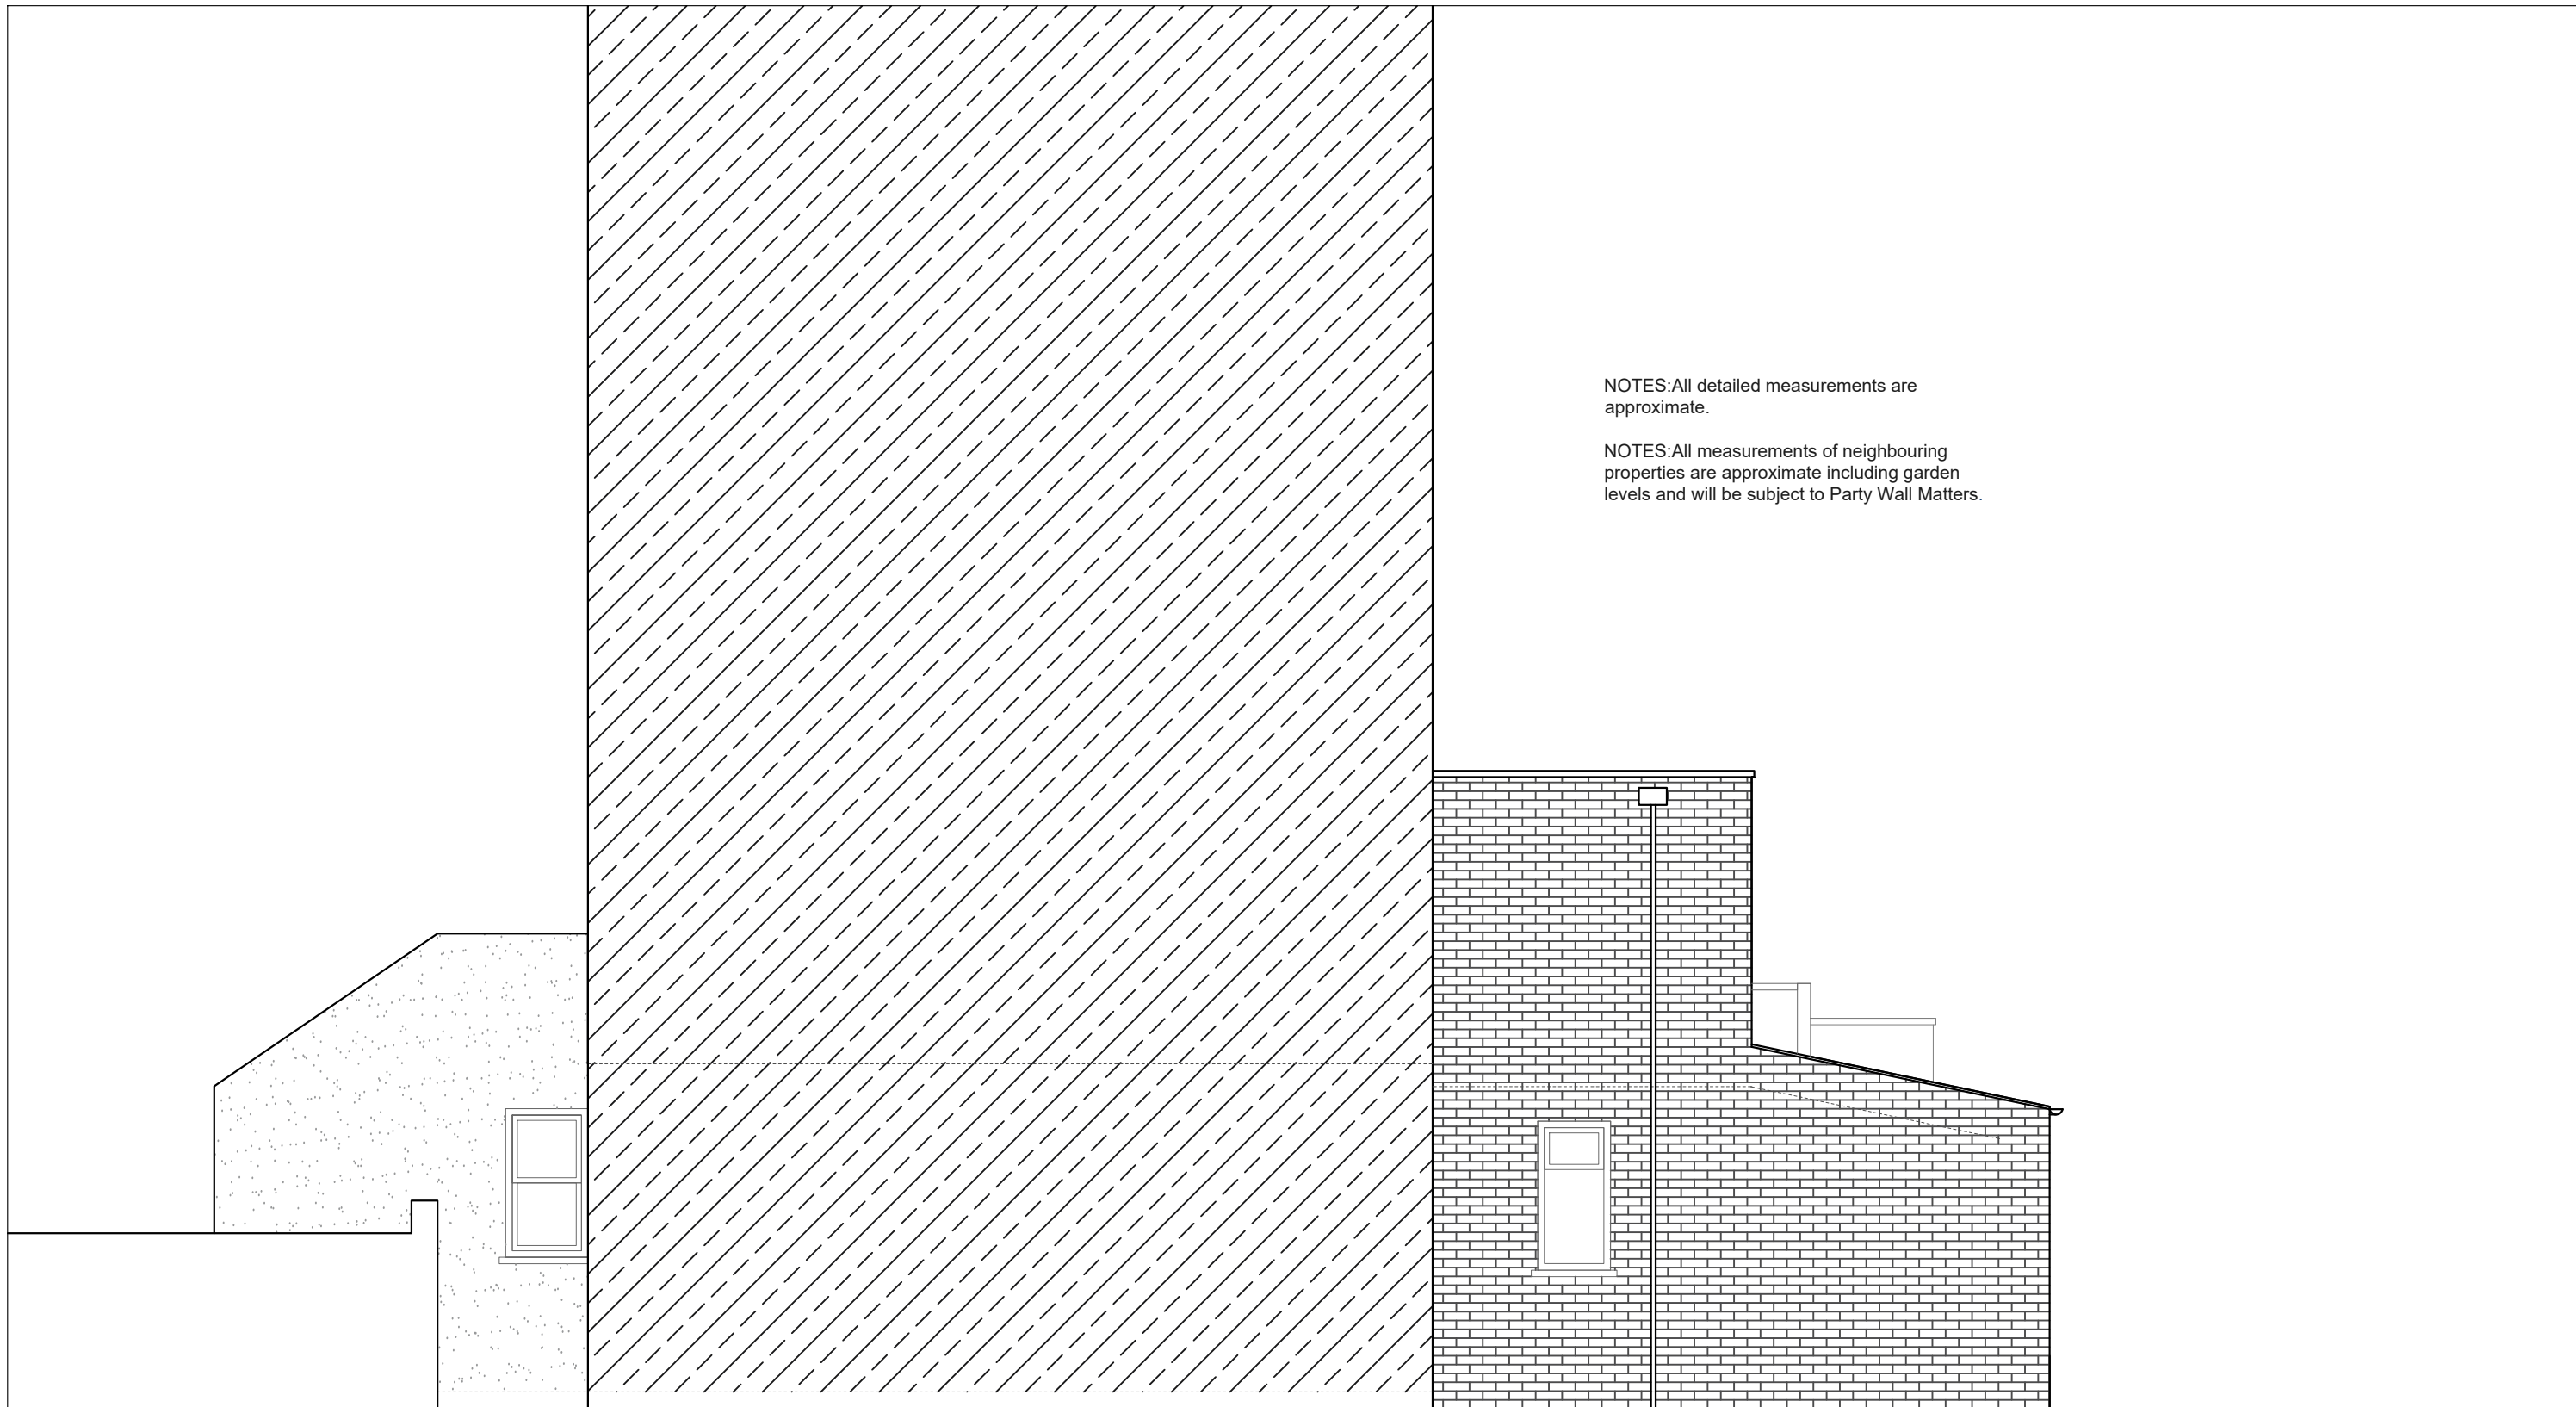 NOTES:All detailed measurements are
approximate.
NOTES:All measurements of neighbouring
properties are approximate including garden
levels and will be subject to Party Wall Matters.